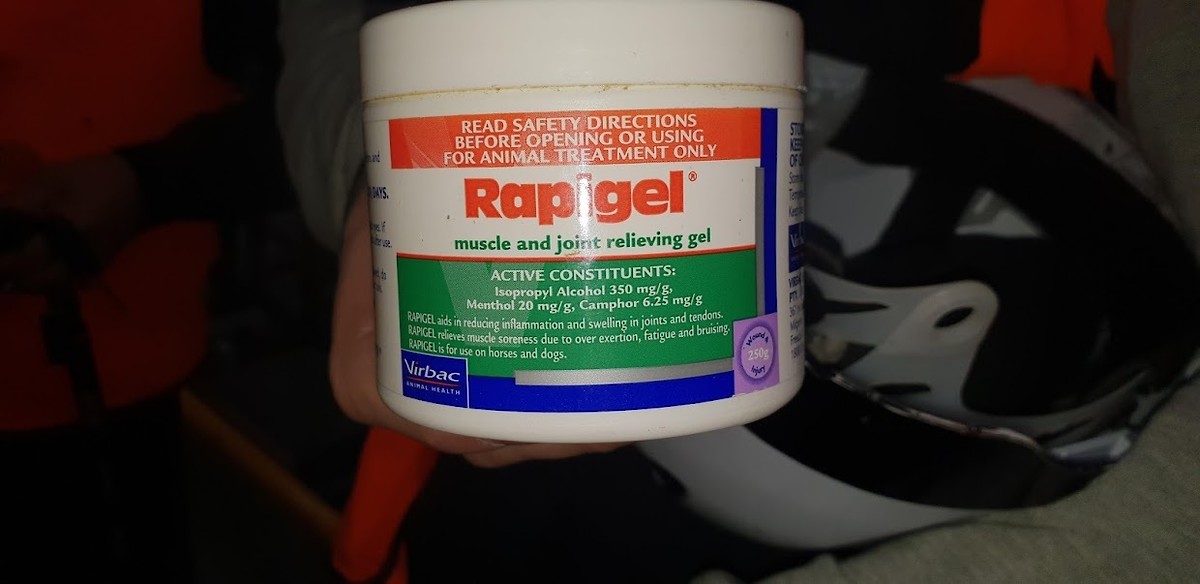 READ SAFETY DIRECTIONS
BEFORE OPENING OR USING
FOR ANIMAL TREATMENT ONLY
Rapigel®
muscle and joint relieving gel
ACTIVE CONSTITUENTS:
Isopropyl Alcohol 350 mg/g,
Menthol 20 mg/g, Camphor 6.25 mg/g
RAPIGEL aids in reducing inflammation and swelling in joints and tendons.
RAPIGEL relieves muscle soreness due to over exertion, fatigue and bruising.
RAPIGEL is for use on horses and dogs.
Virbac
ANIMAL HEALTH
Wound &
250g
Injury
DAYS.